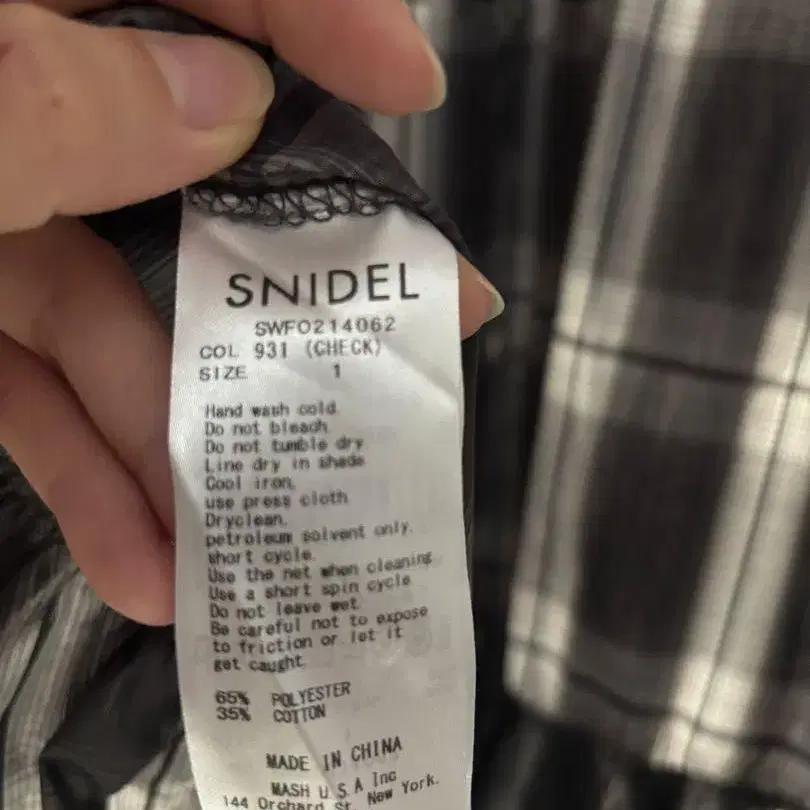 SNIDEL
SWFO214062
COL 931 (CHECK)
SIZE 1
Hand wash cold.
Do not bleach.
Do not tumble dry
Line dry in shade
Cool iron,
use press cloth
Dryclean,
petroleum solvent only.
short cycle.
Use the net when cleaning
Use a short spin cycle
Do not leave wet.
Be careful not to expose
to friction or let it
get caught.
65% POLYESTER
35% COTTON
MADE IN CHINA
MASH U.S.A Inc
144 Orchard St. New York.